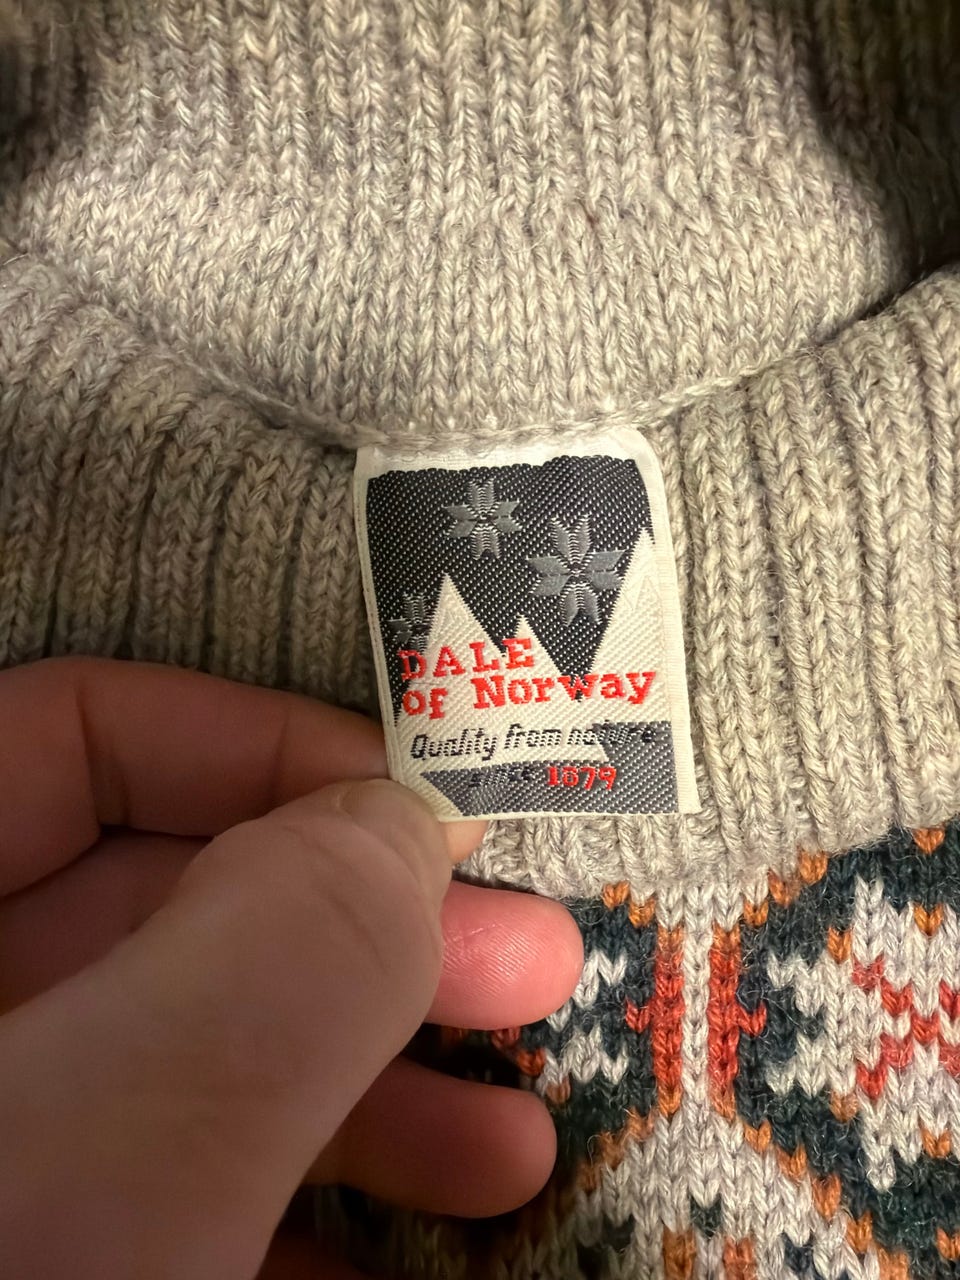 DALE
of Norway
Quality from nature
since 1879